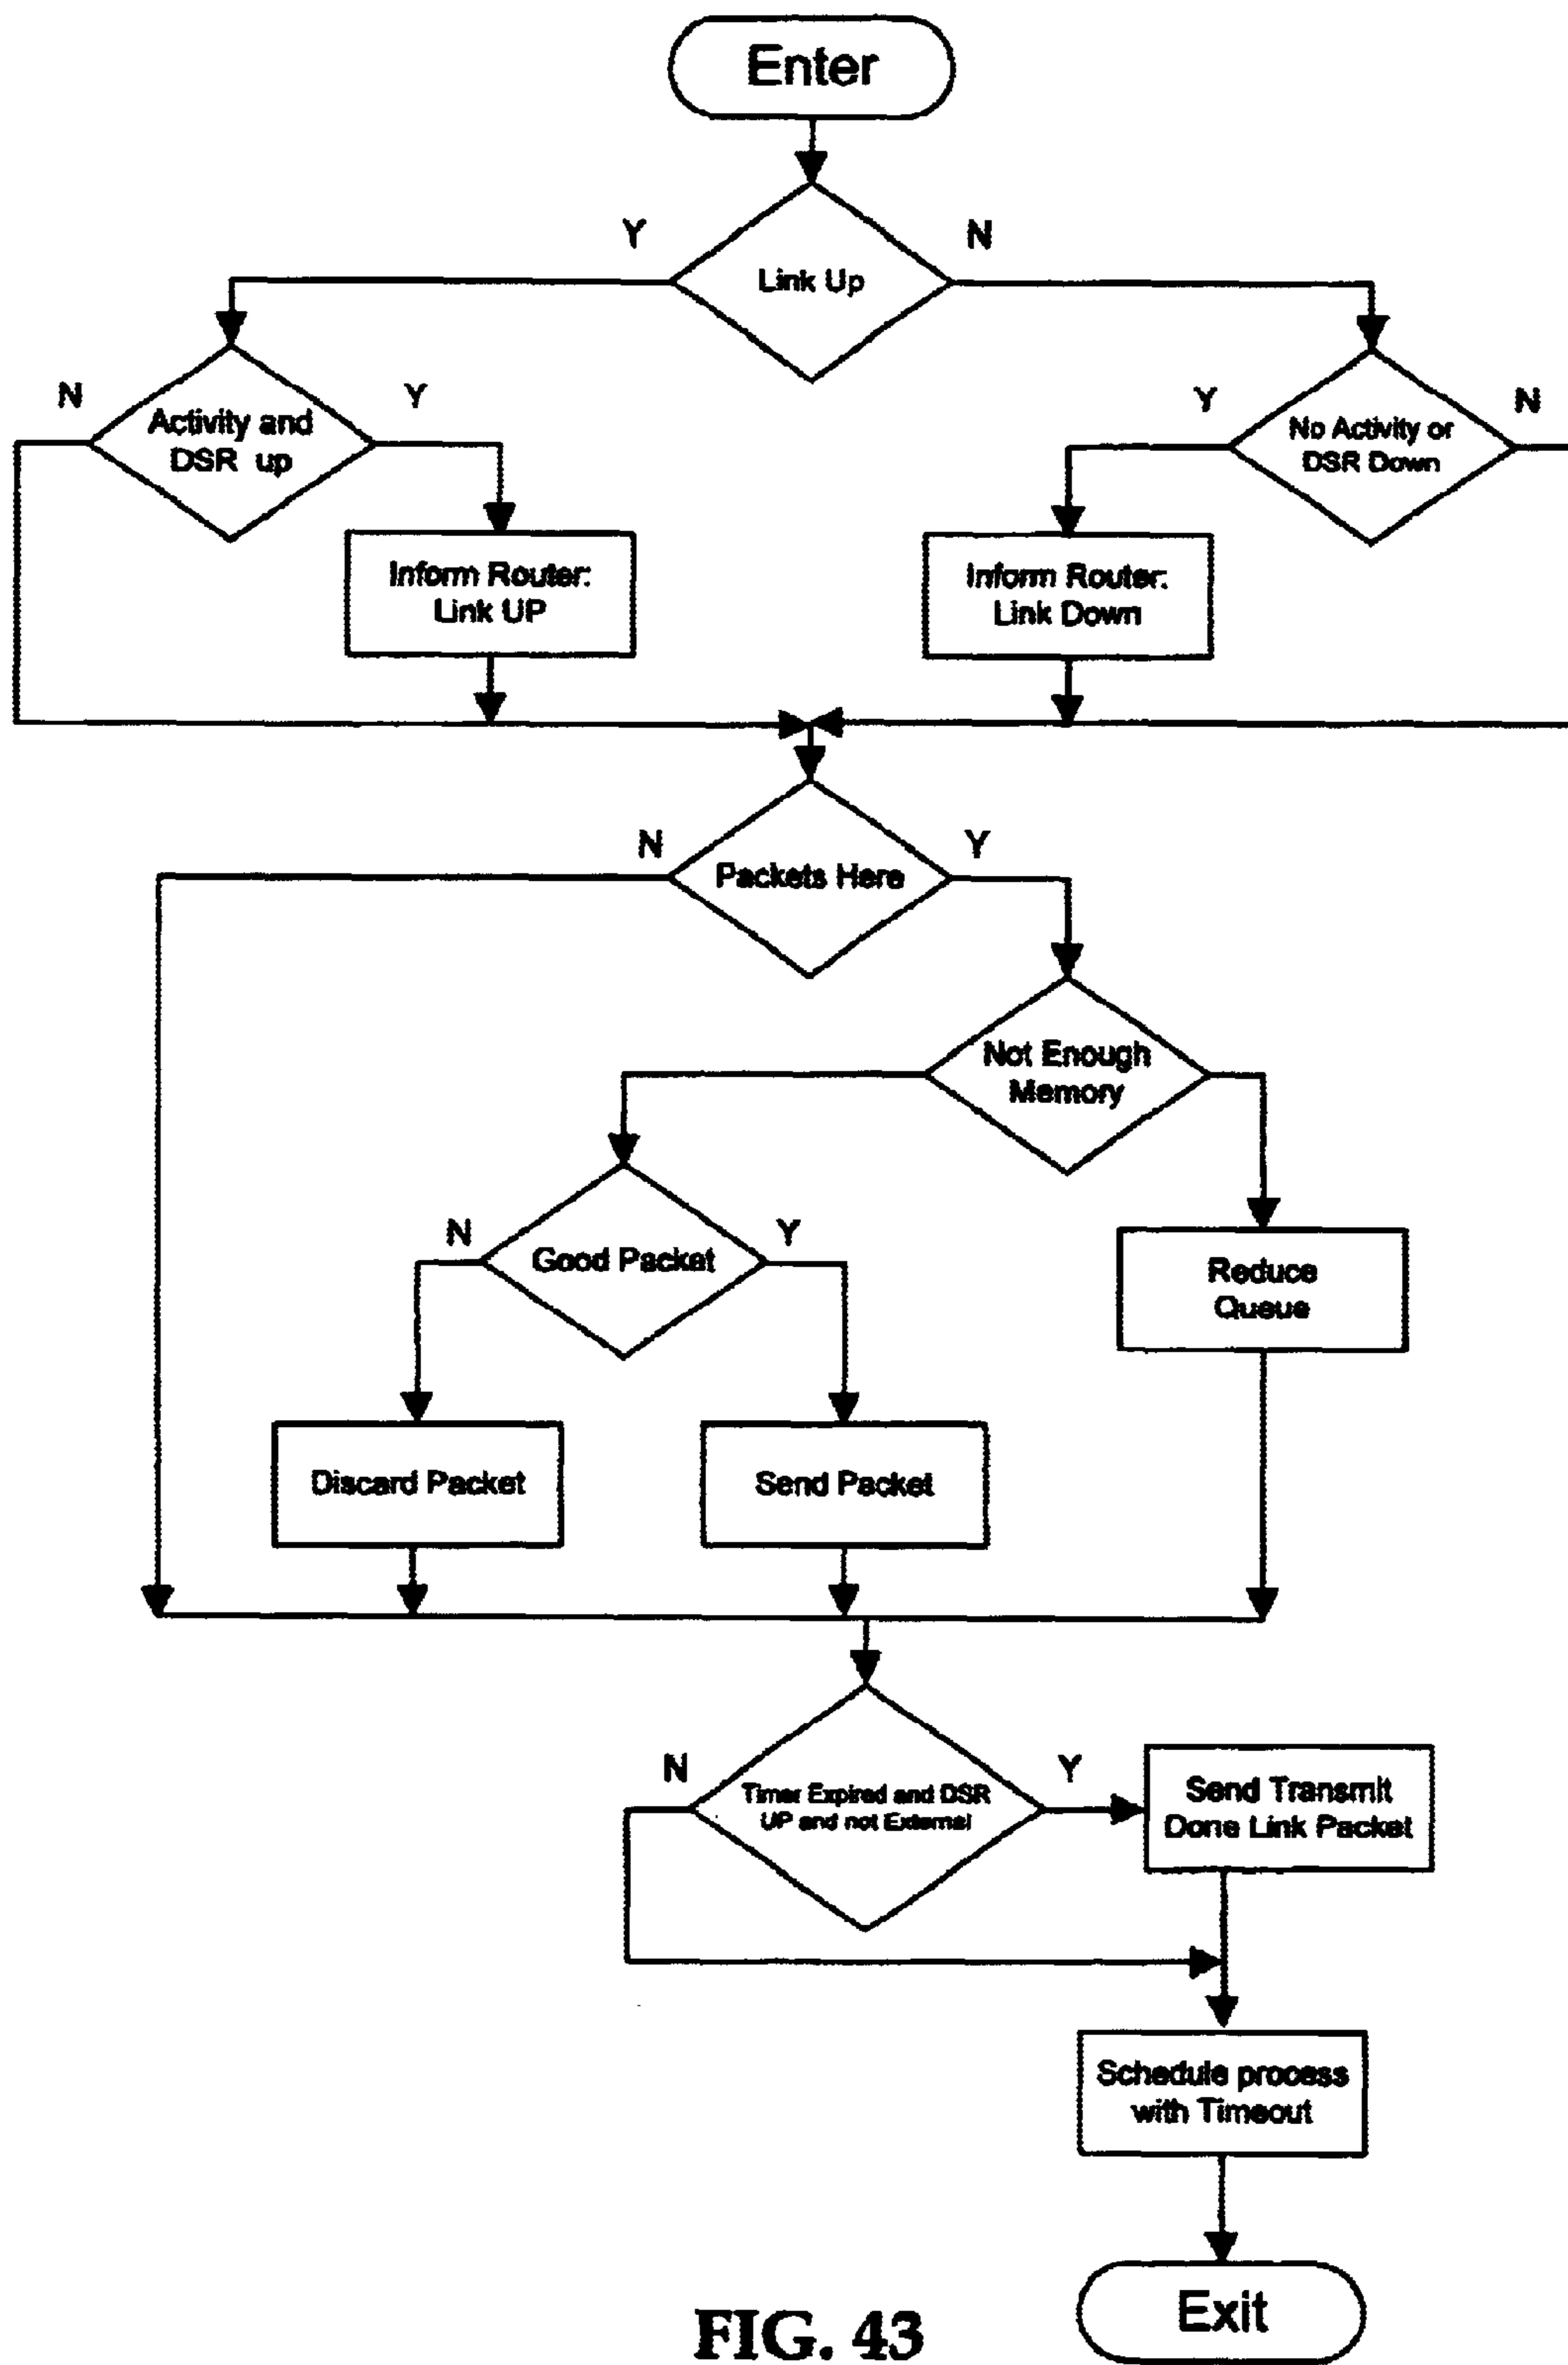 Enter
Y
N
Link Up
N
Activity and
DSR up
Y
Y
No Activity or
DSR Down
N
Inform Router:
Link UP
Inform Router:
Link Down
N
Packets Here
Y
Not Enough
Memory
N
Good Packet
Y
Reduce
Queue
Discard Packet
Send Packet
N
Timer Expired and DSR
UP and not External
Y
Send Transmit
Done Link Packet
Schedule process
with Timeout
Exit
FIG. 43